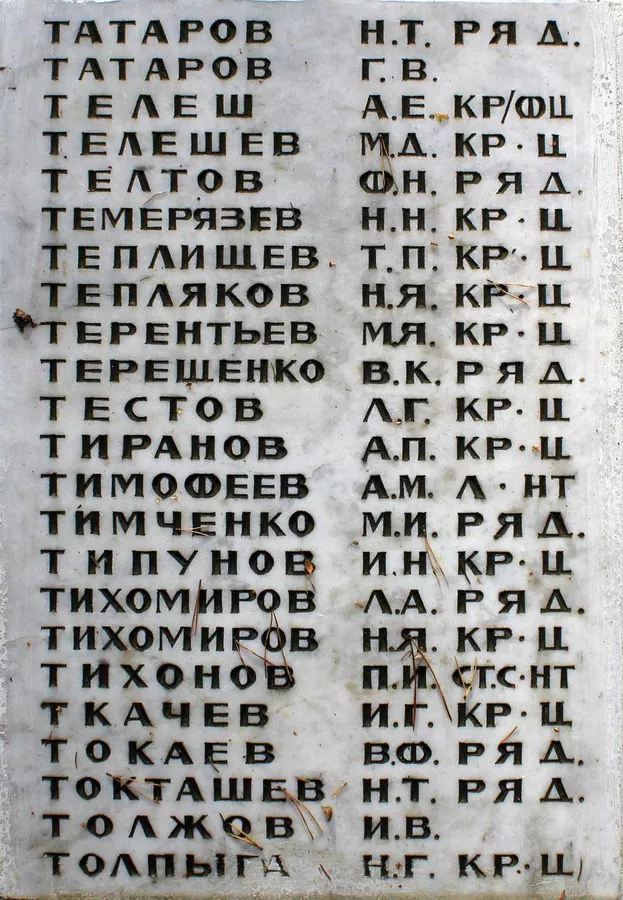 ТАТАРОВ Н.Т. РЯД.
ТАТАРОВ Г.В.
ТЕЛЕШ А.Е. КР/ФЦ
ТЕЛЕШЕВ М.Д. КР·Ц
ТЕЛТОВ Ф.Н. РЯД.
ТЕМЕРЯЗЕВ Н.Н. КР·Ц
ТЕПЛИЩЕВ Т.П. КР·Ц
ТЕПЛЯКОВ Н.Я. КР·Ц
ТЕРЕНТЬЕВ М.Я. КР·Ц
ТЕРЕЩЕНКО В.К. РЯД.
ТЕСТОВ Л.Г. КР·Ц
ТИРАНОВ А.П. КР·Ц
ТИМОФЕЕВ А.М. Л·НТ
ТИМЧЕНКО М.И. РЯД.
ТИПУНОВ И.Н КР·Ц
ТИХОМИРОВ Л.А. РЯД.
ТИХОМИРОВ Н.Я. КР·Ц
ТИХОНОВ П.И. СТ.С·НТ
ТКАЧЕВ И.Г. КР·Ц
ТОКАЕВ В.Ф. РЯД.
ТОКТАШЕВ Н.Т. РЯД.
ТОЛЖОВ И.В.
ТОЛПЫГА Н.Г. КР·Ц